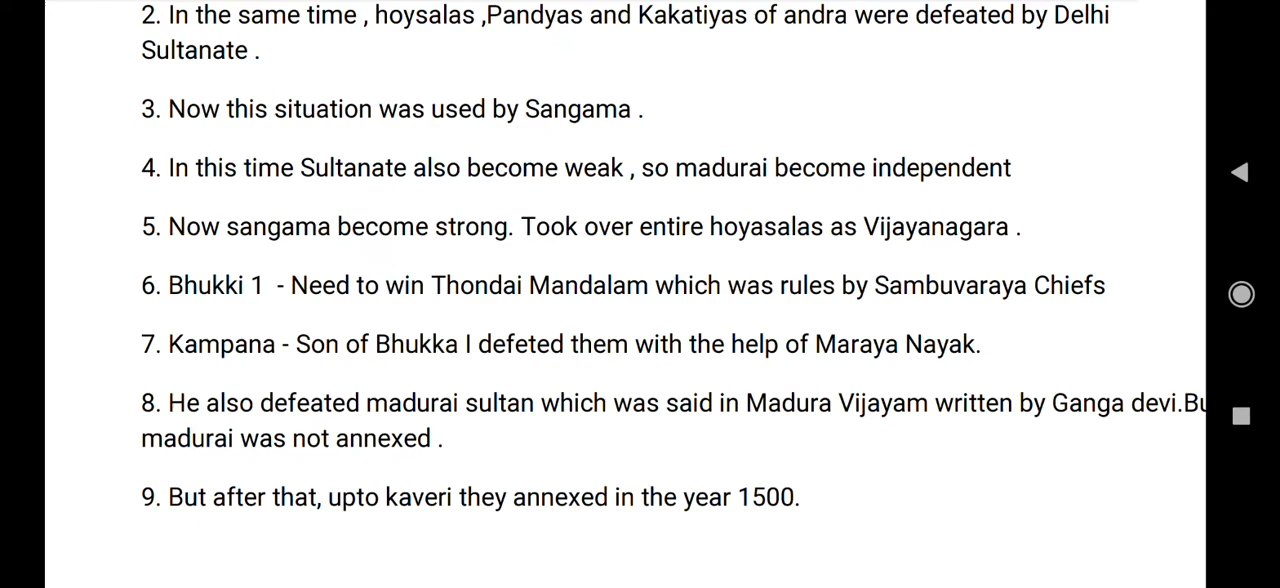 2. In the same time , hoysalas ,Pandyas and Kakatiyas of andra were defeated by Delhi
Sultanate .
3. Now this situation was used by Sangama .
4. In this time Sultanate also become weak , so madurai become independent
5. Now sangama become strong. Took over entire hoyasalas as Vijayanagara .
6. Bhukki 1 - Need to win Thondai Mandalam which was rules by Sambuvaraya Chiefs
7. Kampana - Son of Bhukka I defeted them with the help of Maraya Nayak.
8. He also defeated madurai sultan which was said in Madura Vijayam written by Ganga devi.
madurai was not annexed .
9. But after that, upto kaveri they annexed in the year 1500.